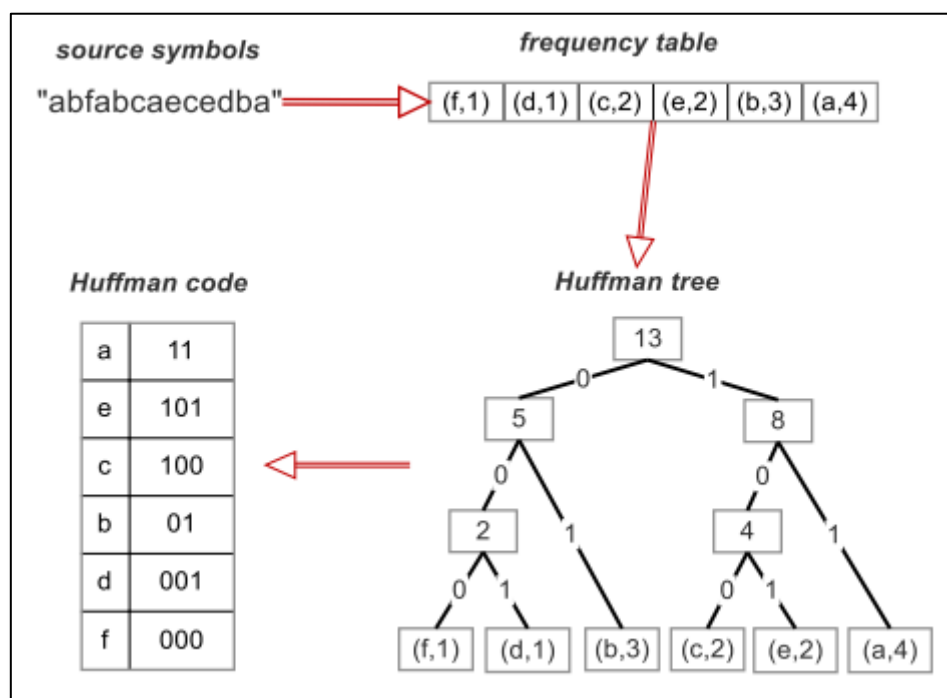 source symbols
frequency table
"abfabcaecedba"
(f,1) (d,1) (c,2) (e,2) (b,3) (a,4)
Huffman code
a 11
e 101
c 100
b 01
d 001
f 000
Huffman tree
13
0 1
5 8
0 0
2 1 4 1
0 1 0 1
(f,1) (d,1) (b,3) (c,2) (e,2) (a,4)